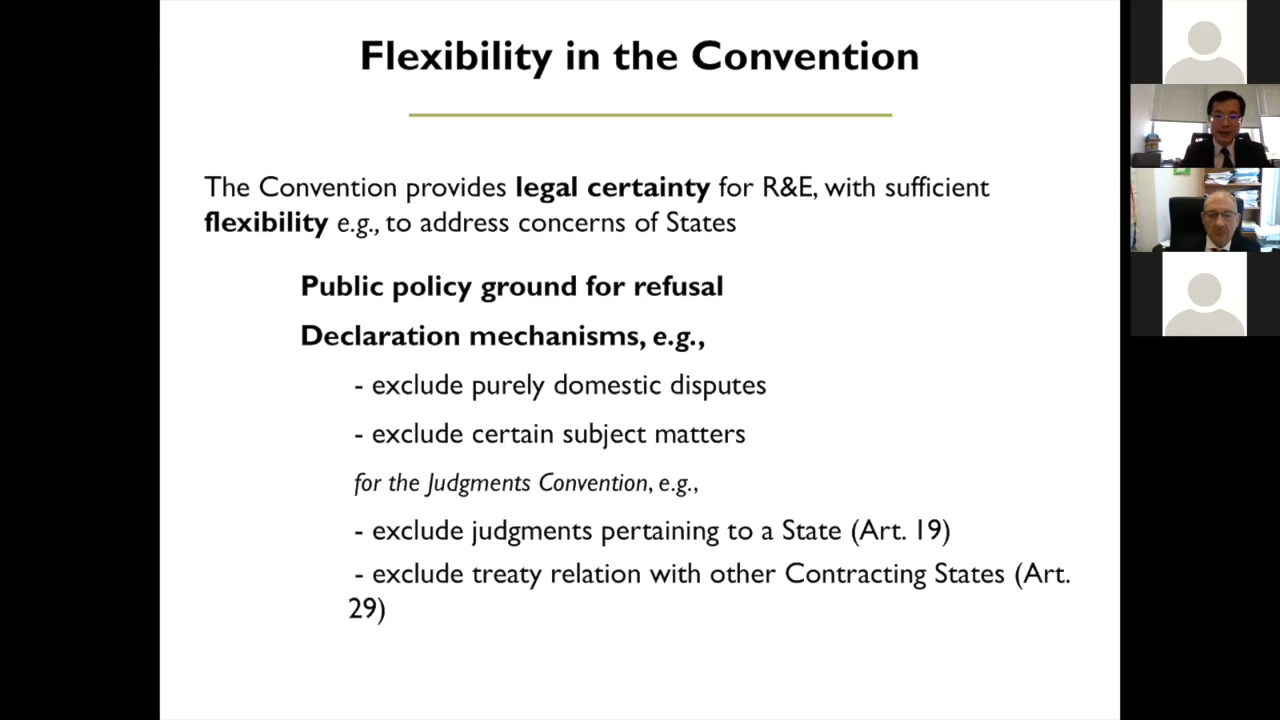 Flexibility in the Convention
The Convention provides legal certainty for R&E, with sufficient
flexibility e.g., to address concerns of States
Public policy ground for refusal
Declaration mechanisms, e.g.,
- exclude purely domestic disputes
- exclude certain subject matters
for the Judgments Convention, e.g.,
- exclude judgments pertaining to a State (Art. 19)
- exclude treaty relation with other Contracting States (Art.
29)